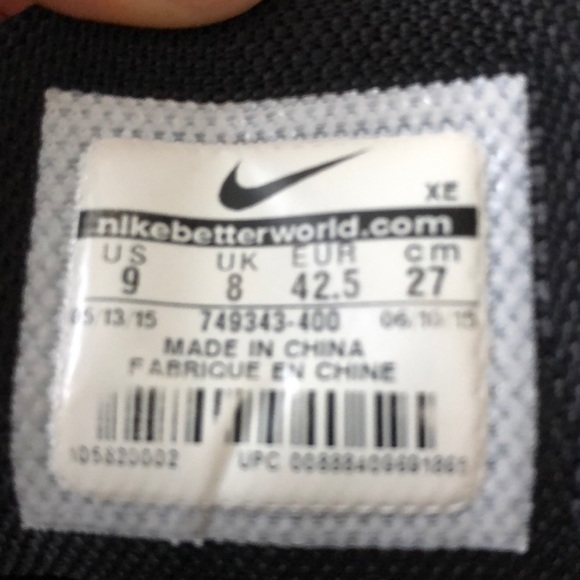 XE
nikebetterworld.com
US UK EUR cm
9 8 42.5 27
05/13/15 749343-400 06/10/15
MADE IN CHINA
FABRIQUE EN CHINE
UPC